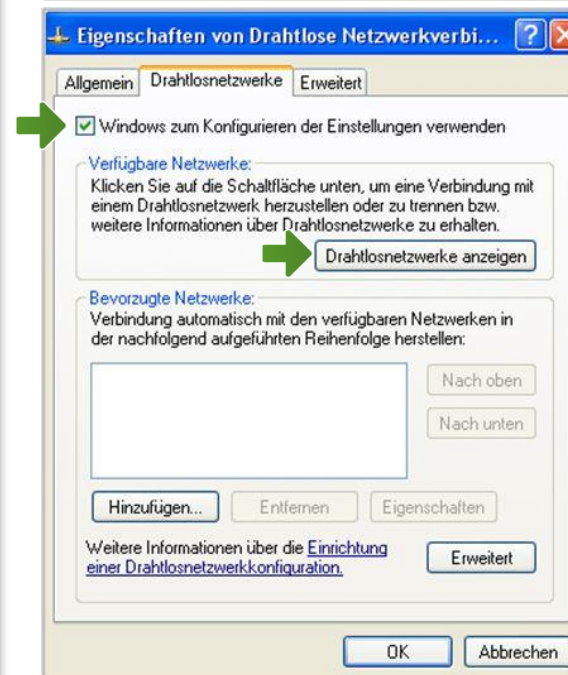 Eigenschaften von Drahtlose Netzwerkverbi...
Allgemein Drahtlosnetzwerke Erweitert
Windows zum Konfigurieren der Einstellungen verwenden
Verfügbare Netzwerke:
Klicken Sie auf die Schaltfläche unten, um eine Verbindung mit
einem Drahtlosnetzwerk herzustellen oder zu trennen bzw.
weitere Informationen über Drahtlosnetzwerke zu erhalten.
Drahtlosnetzwerke anzeigen
Bevorzugte Netzwerke:
Verbindung automatisch mit den verfügbaren Netzwerken in
der nachfolgend aufgeführten Reihenfolge herstellen:
Nach oben
Nach unten
Hinzufügen... Entfernen Eigenschaften
Weitere Informationen über die Einrichtung
einer Drahtlosnetzwerkkonfiguration.
Erweitert
OK Abbrechen